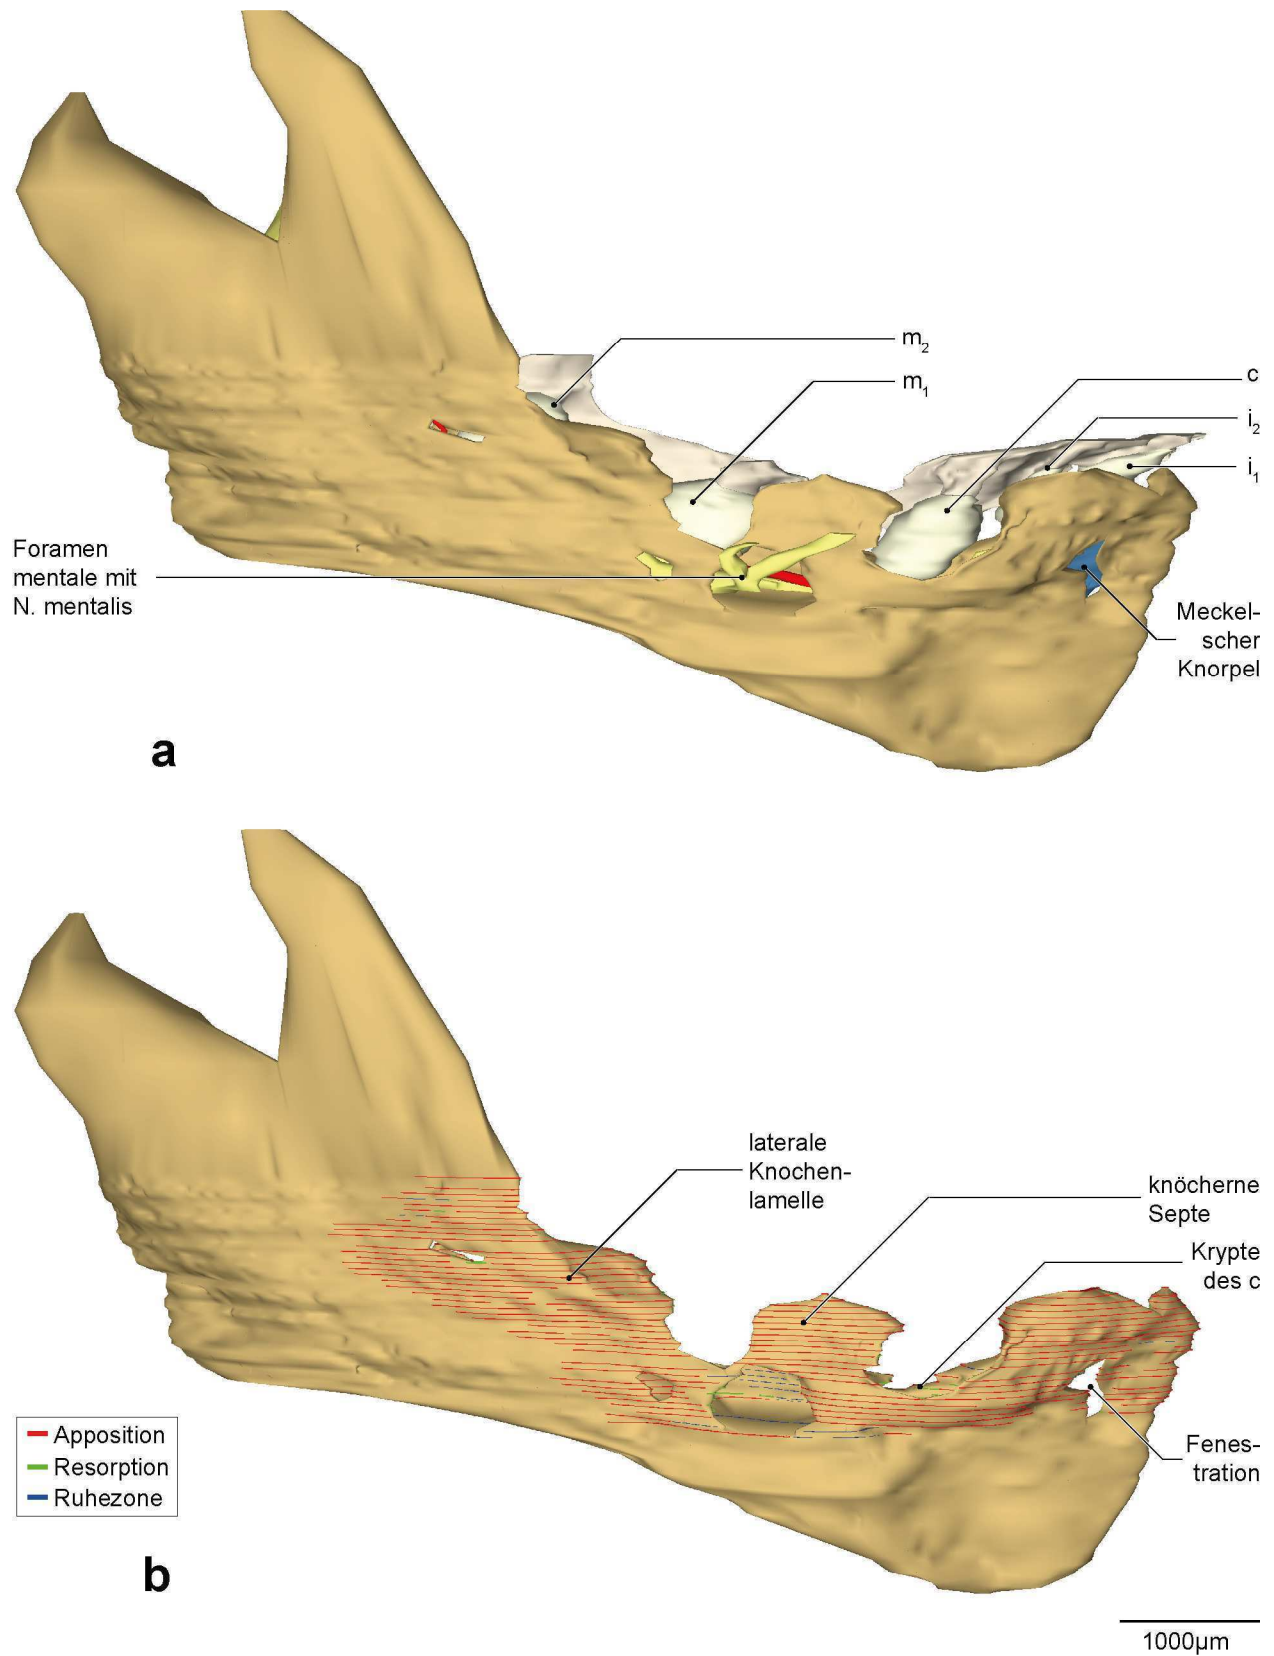 m2
m1
c
i2
i1
Foramen
mentale mit
N. mentalis
Meckel-
scher
Knorpel
a
laterale
Knochen-
lamelle
knöcherne
Septe
Krypte
des c
Fenes-
tration
Apposition
Resorption
Ruhezone
b
1000µm